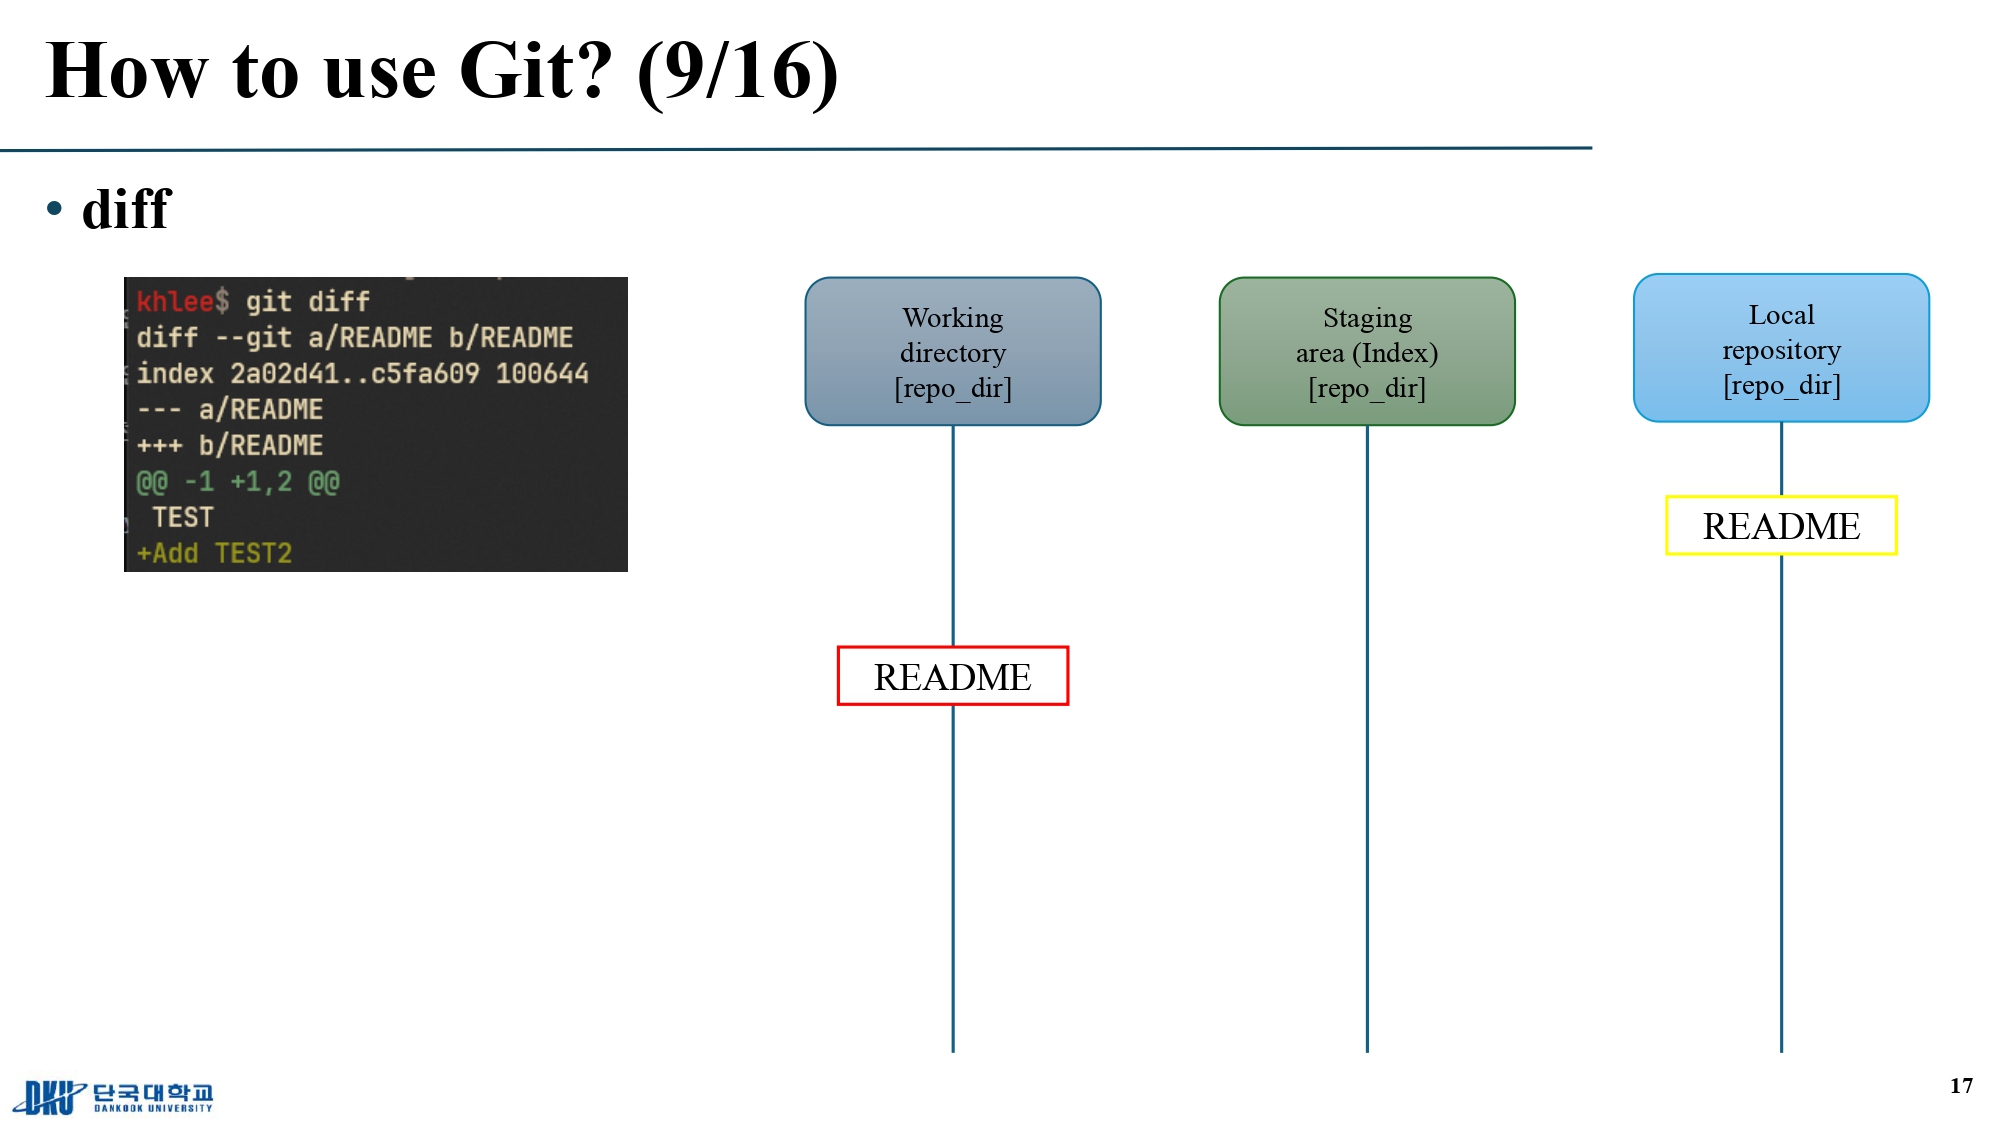 How to use Git? (9/16)
• diff
khlee$ git diff
diff --git a/README b/README
index 2a02d41..c5fa609 100644
--- a/README
+++ b/README
@@ -1 +1,2 @@
 TEST
+Add TEST2
Working
directory
[repo_dir]
Staging
area (Index)
[repo_dir]
Local
repository
[repo_dir]
README
README
DKU 단국대학교
DANKOOK UNIVERSITY
17